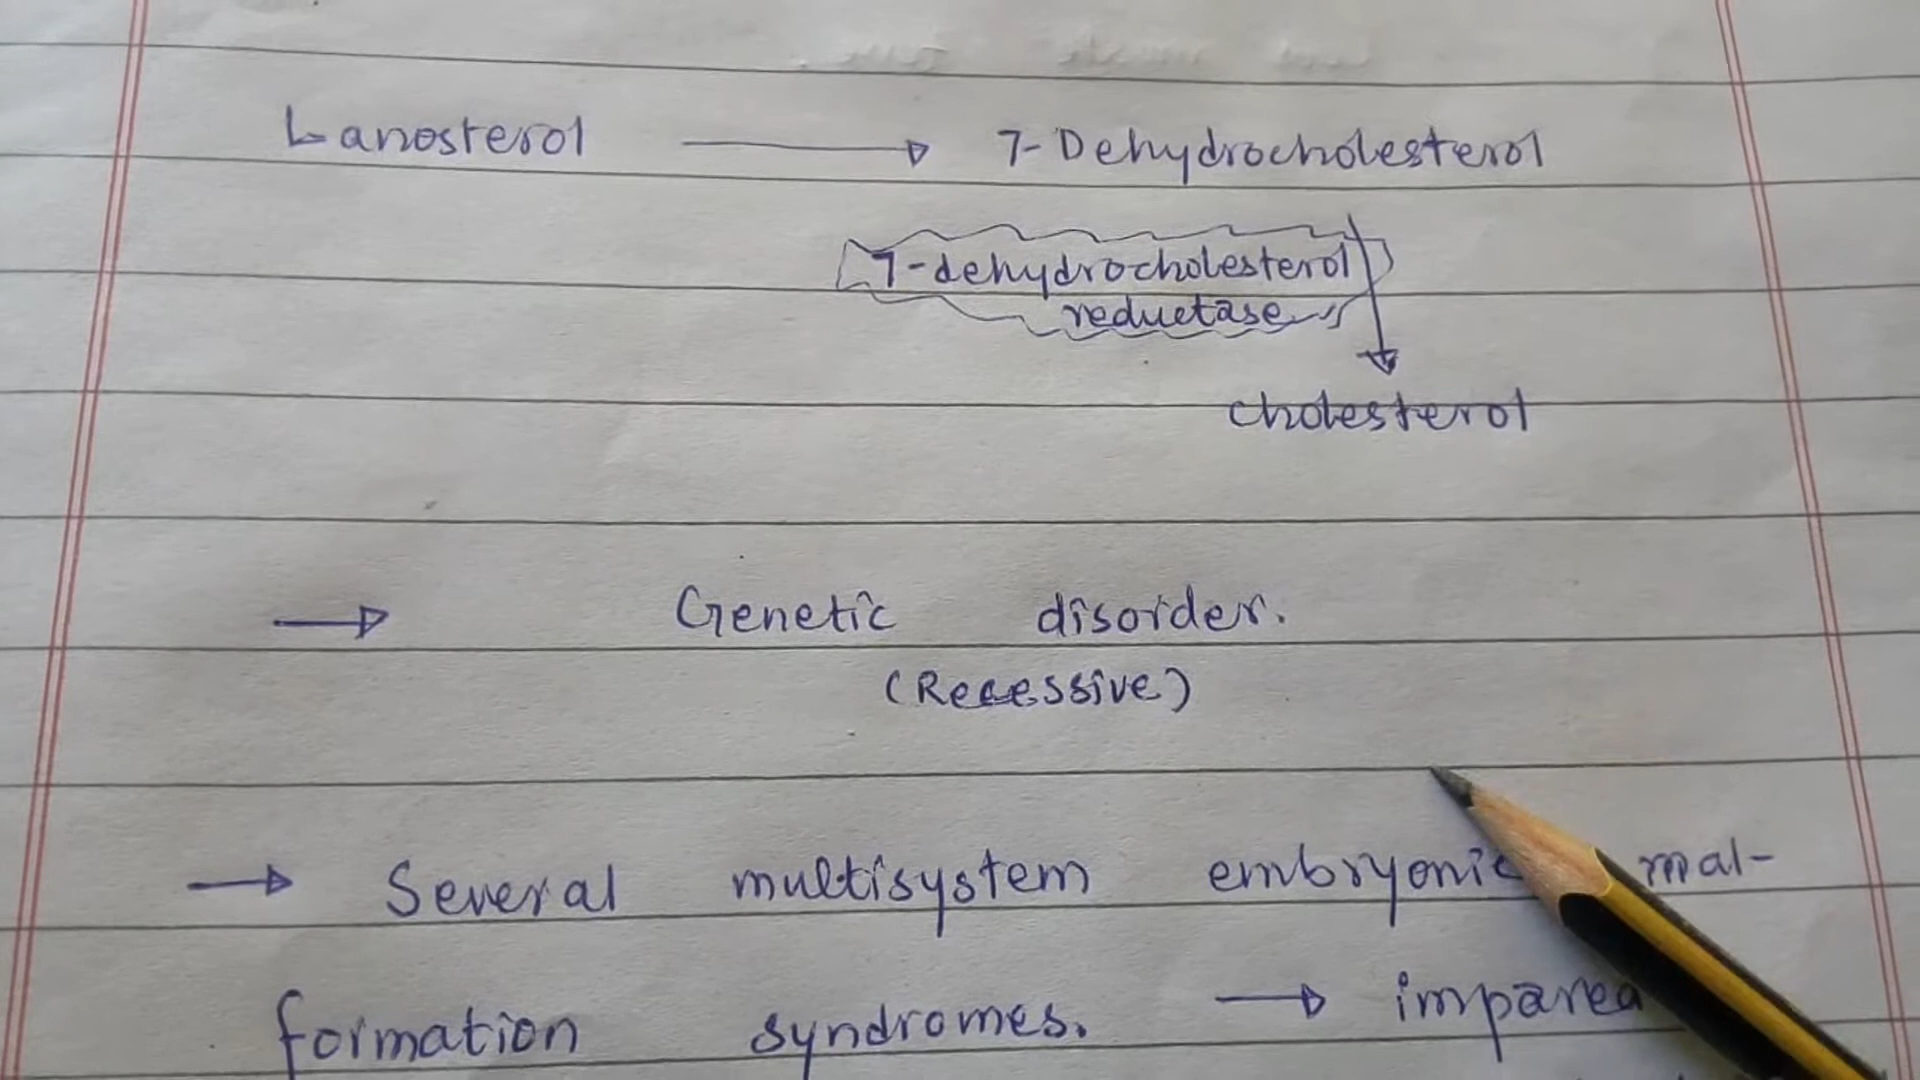 Lanosterol → 7-Dehydrocholesterol
7-dehydrocholesterol
reductase
cholesterol
→ Genetic disorder.
(Recessive)
→ Several multisystem embryonic mal-
formation syndromes. →